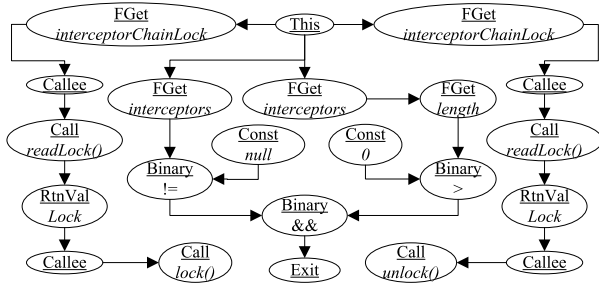 FGet This FGet
interceptorChainLock interceptorChainLock
Callee FGet FGet FGet Callee
interceptors interceptors length
Call Const Const Call
readLock() null 0 readLock()
Binary Binary
!= >
RtnVal Binary RtnVal
Lock && Lock
Callee Call Exit Call Callee
lock() unlock()